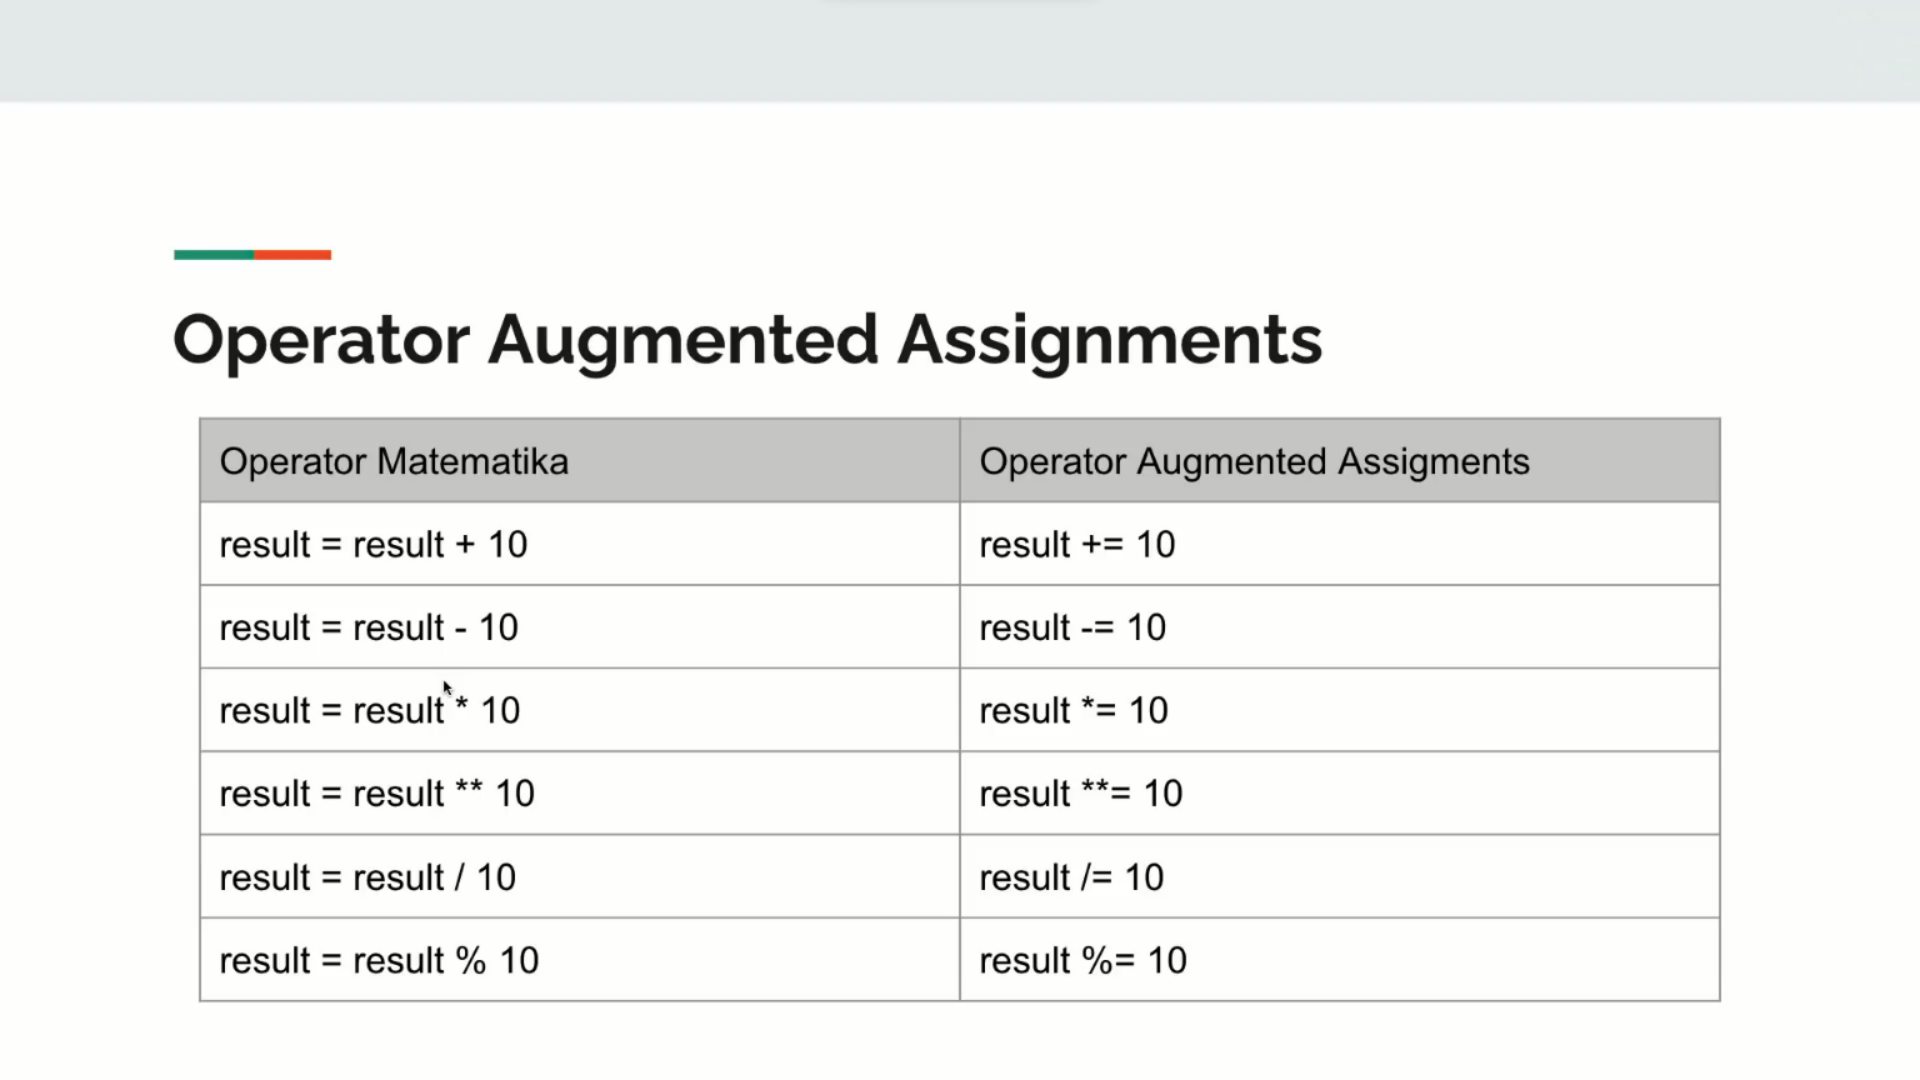 Operator Augmented Assignments
Operator Matematika
Operator Augmented Assigments
result = result + 10
result += 10
result = result - 10
result -= 10
result = result * 10
result *= 10
result = result ** 10
result **= 10
result = result / 10
result /= 10
result = result % 10
result %= 10